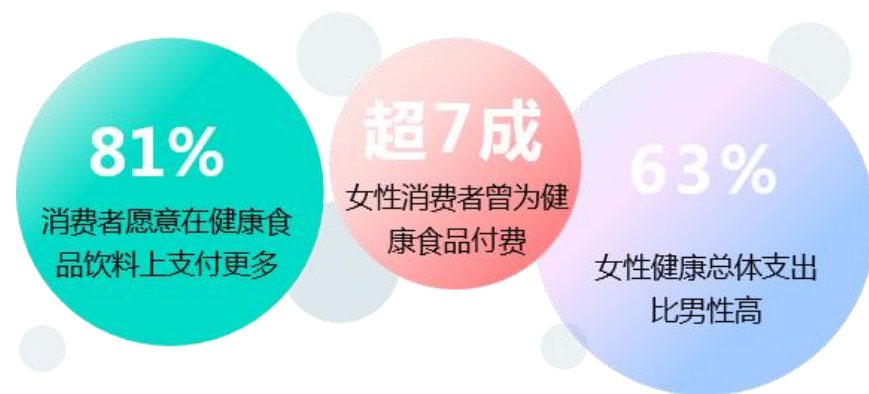 81%
消费者愿意在健康食
品饮料上支付更多
超7成
女性消费者曾为健
康食品付费
63%
女性健康总体支出
比男性高